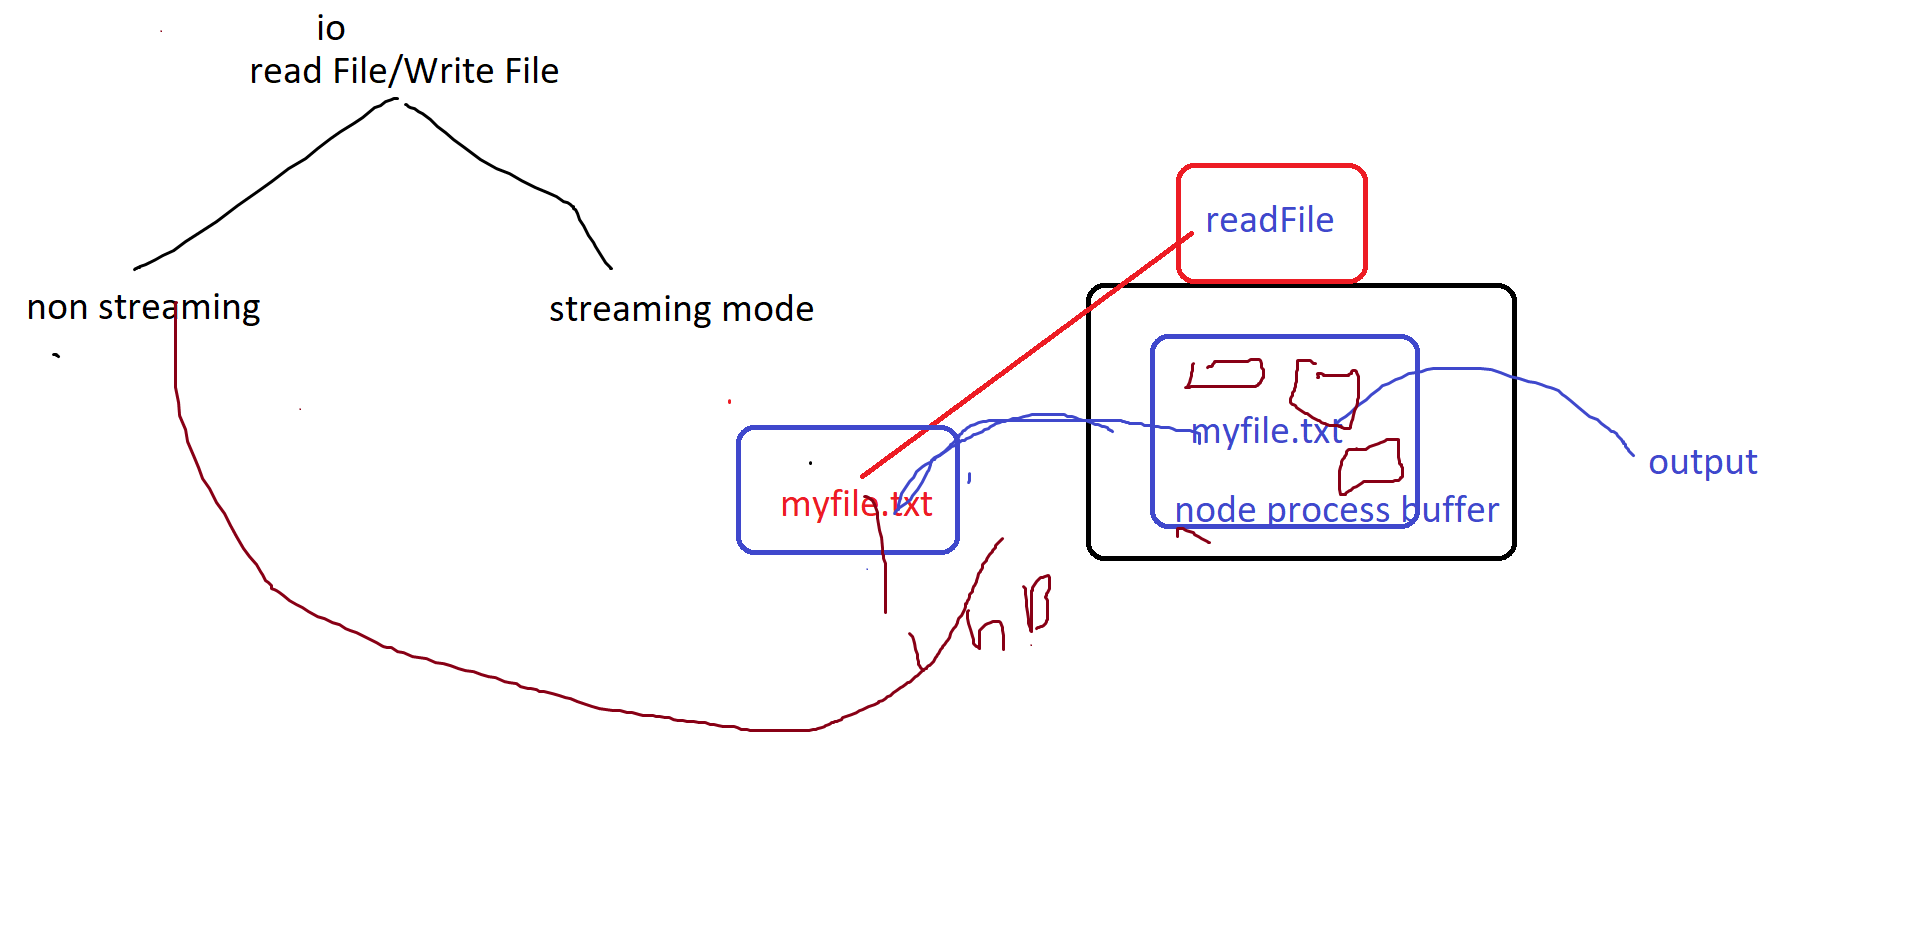 io
read File/Write File
non streaming
streaming mode
readFile
myfile.txt
myfile.txt
output
node process buffer